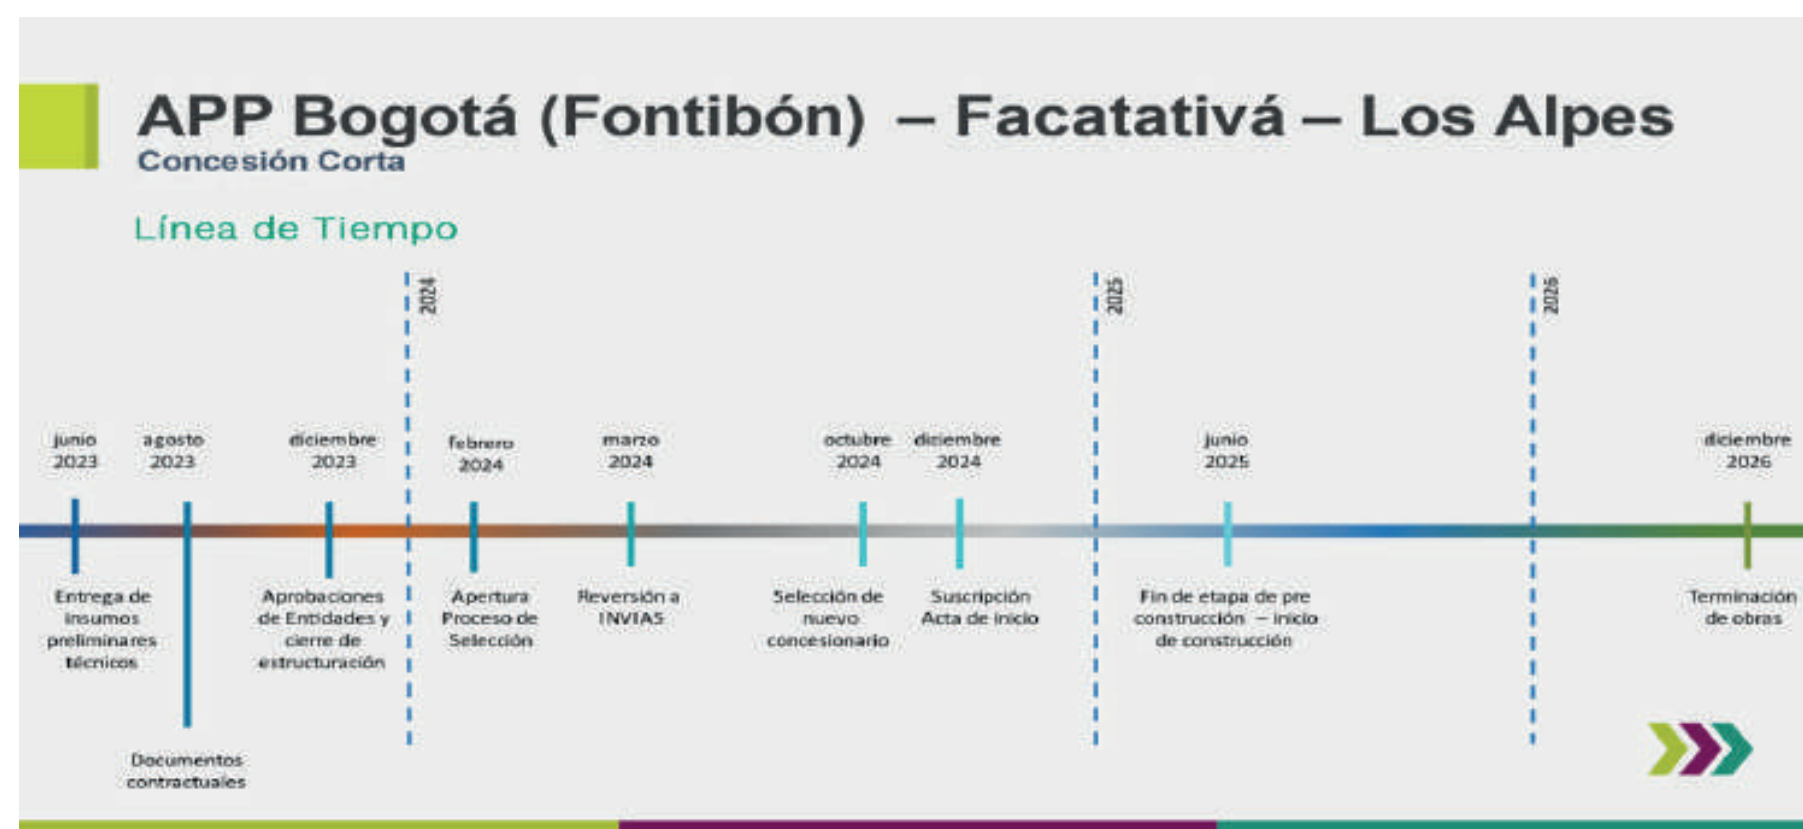 APP Bogotá (Fontibón) – Facatativá – Los Alpes
Concesión Corta
Línea de Tiempo
2024
2025
2026
junio
2023
agosto
2023
diciembre
2023
febrero
2024
marzo
2024
octubre
2024
diciembre
2024
junio
2025
diciembre
2026
Entrega de
insumos
preliminares
técnicos
Documentos
contractuales
Aprobaciones
de Entidades y
cierre de
estructuración
Apertura
Proceso de
Selección
Reversión a
INVIAS
Selección de
nuevo
concesionario
Suscripción
Acta de inicio
Fin de etapa de pre
construcción – inicio
de construcción
Terminación
de obras